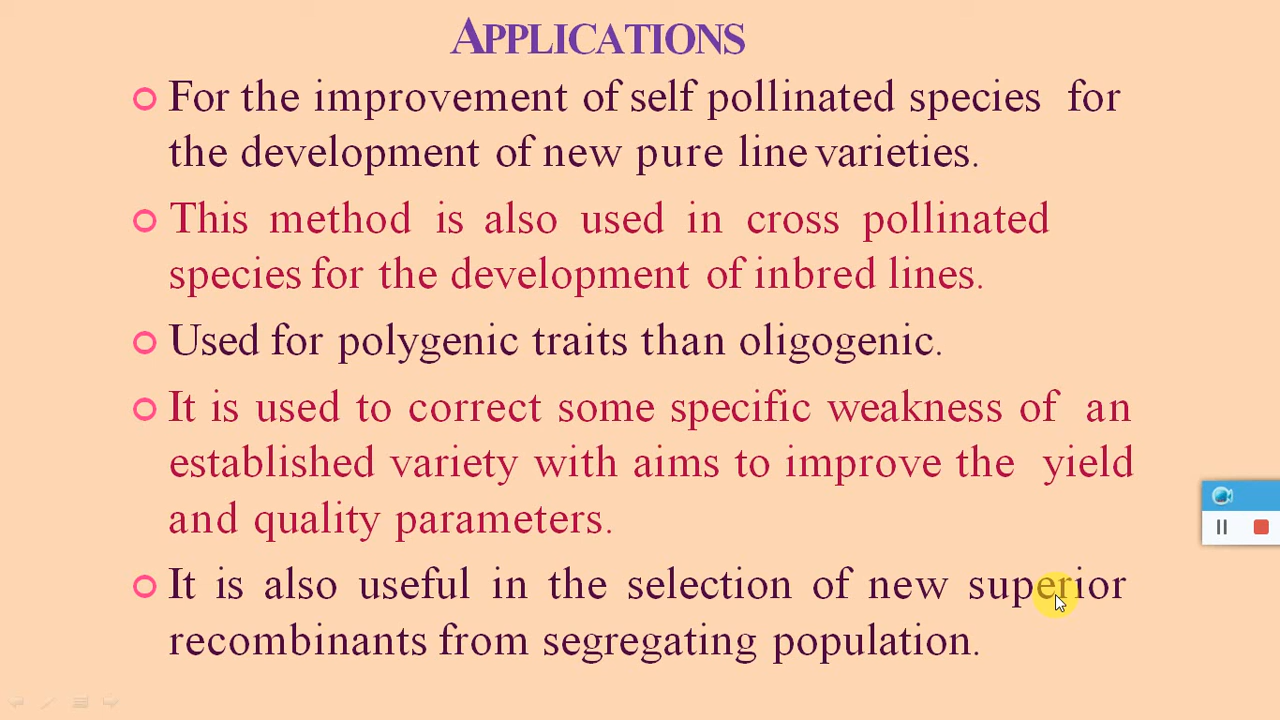 APPLICATIONS
For the improvement of self pollinated species for
the development of new pure line varieties.
This method is also used in cross pollinated
species for the development of inbred lines.
Used for polygenic traits than oligogenic.
It is used to correct some specific weakness of an
established variety with aims to improve the yield
and quality parameters.
It is also useful in the selection of new superior
recombinants from segregating population.